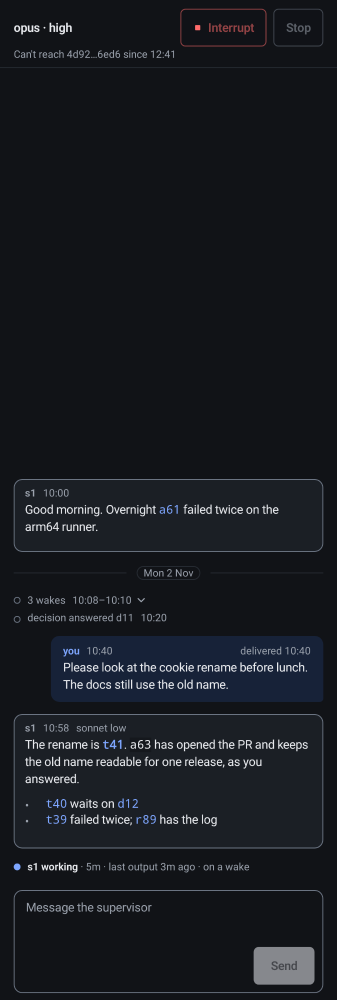 opus · high
Interrupt
Stop
Can't reach 4d92…6ed6 since 12:41
s1 10:00
Good morning. Overnight a61 failed twice on the
arm64 runner.
Mon 2 Nov
3 wakes 10:08–10:10
decision answered d11 10:20
you 10:40 delivered 10:40
Please look at the cookie rename before lunch.
The docs still use the old name.
s1 10:58 sonnet low
The rename is t41. a63 has opened the PR and keeps
the old name readable for one release, as you
answered.
• t40 waits on d12
• t39 failed twice; r89 has the log
s1 working · 5m · last output 3m ago · on a wake
Message the supervisor
Send